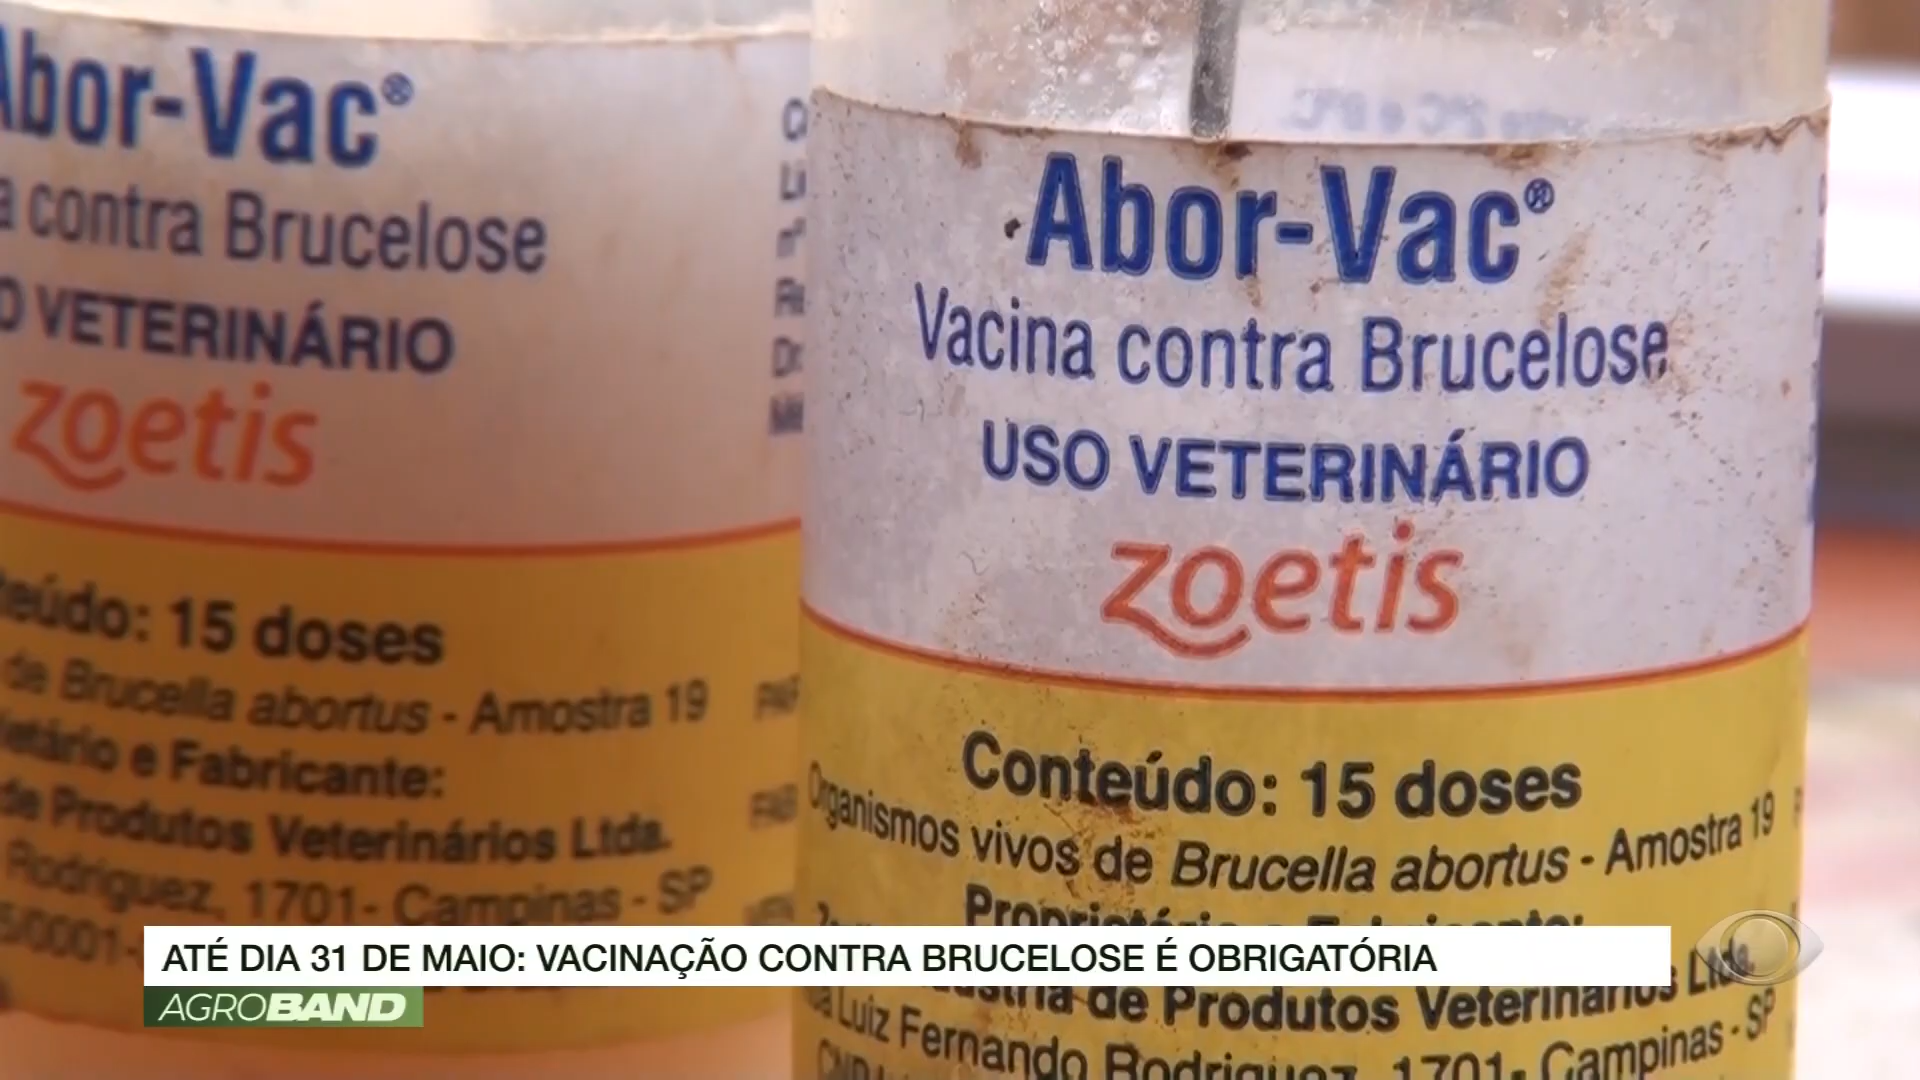 Abor-Vac®
contra Brucelose
VETERINÁRIO
zoetis
15 doses
de Brucella abortus - Amostra 19
e Fabricante:
de Produtos Veterinários Ltda.
Rodriguez, 1701- Campinas - SP
Abor-Vac®
Vacina contra Brucelose
USO VETERINÁRIO
zoetis
Conteúdo: 15 doses
Organismos vivos de Brucella abortus - Amostra 19
Proprietário e Fabricante:
de Produtos Veterinários Ltda.
Luiz Fernando Rodriguez, 1701- Campinas - SP
ATÉ DIA 31 DE MAIO: VACINAÇÃO CONTRA BRUCELOSE É OBRIGATÓRIA
AGROBAND